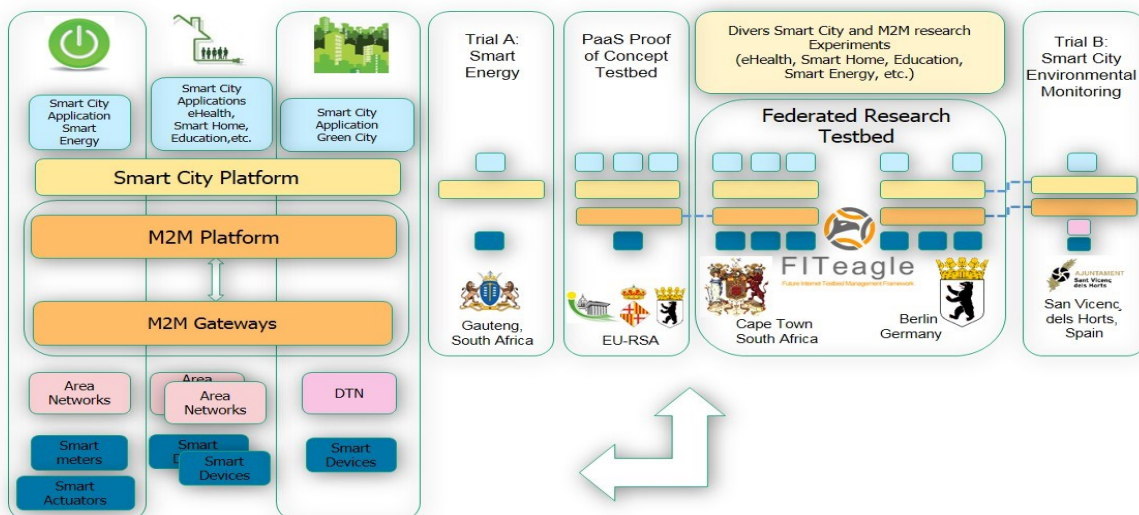 Smart City
Application
Smart
Energy
Smart City
Applications
eHealth,
Smart Home,
Education,etc.
Smart City
Application
Green City
Smart City Platform
M2M Platform
M2M Gateways
Area
Networks
Area
Area
Networks
DTN
Smart
meters
Smart
Actuators
Smart
Smart
Devices
Smart
Devices
Trial A:
Smart
Energy
Gauteng,
South Africa
PaaS Proof
of Concept
Testbed
EU-RSA
Divers Smart City and M2M research
Experiments
(eHealth, Smart Home, Education,
Smart Energy, etc.)
Federated Research
Testbed
FITeagle
Future Internet Testbed Management Framework
Cape Town
South Africa
Berlin
Germany
Trial B:
Smart City
Environmental
Monitoring
AJUNTAMENT
Sant Vicenç
dels Horts
San Vicenç
dels Horts,
Spain